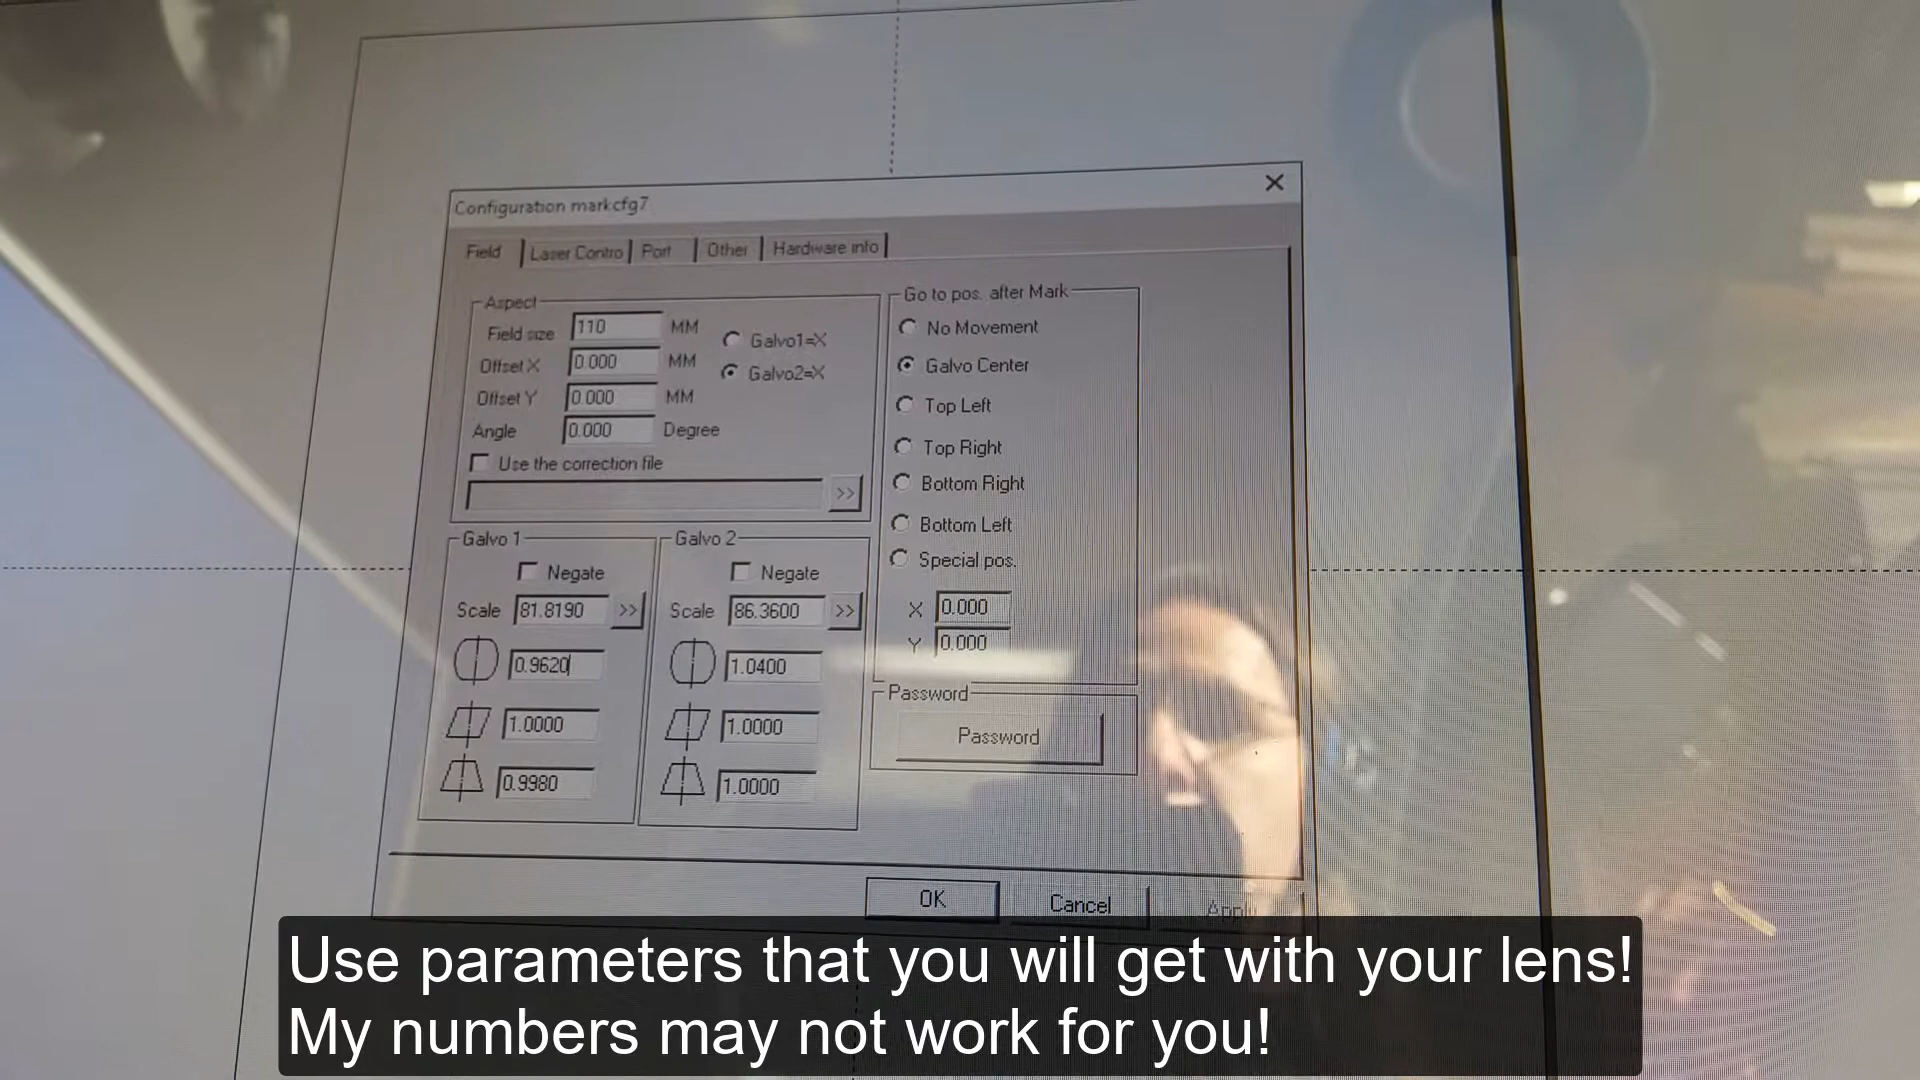 Configuration markcfg7
Field Laser Contro Port Other Hardware info
Aspect
Field size 110 MM
Offset X 0.000 MM
Offset Y 0.000 MM
Angle 0.000 Degree
Galvo1=X
Galvo2=X
Use the correction file
>>
Galvo 1
Negate
Scale 81.8190 >>
0.9620
1.0000
0.9980
Galvo 2
Negate
Scale 86.3600 >>
1.0400
1.0000
1.0000
Go to pos. after Mark
No Movement
Galvo Center
Top Left
Top Right
Bottom Right
Bottom Left
Special pos.
X 0.000
Y 0.000
Password
Password
OK Cancel Apply
Use parameters that you will get with your lens!
My numbers may not work for you!